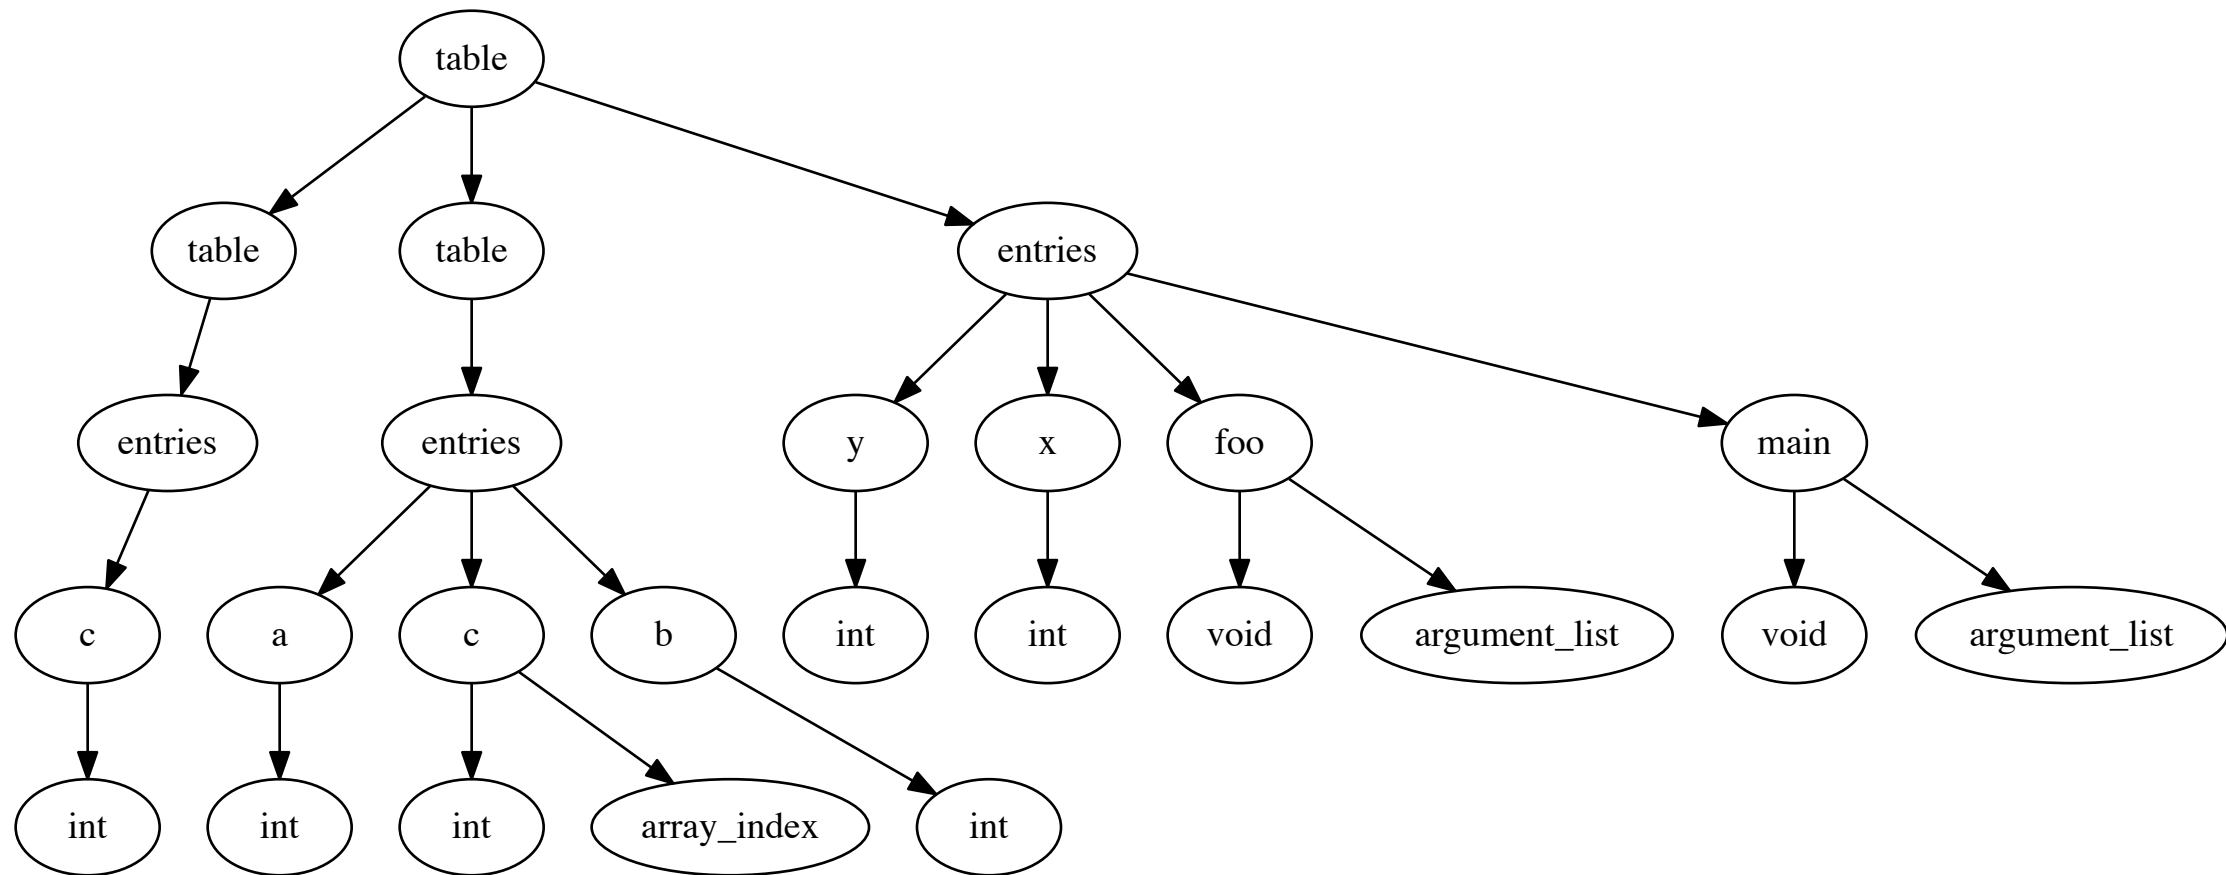 table
table
table
entries
entries
entries
y
x
foo
main
c
a
c
b
int
int
void
argument_list
void
argument_list
int
int
int
array_index
int